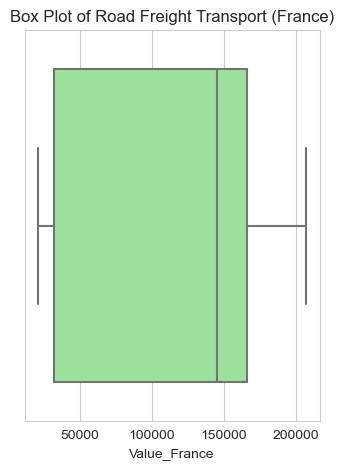 Box Plot of Road Freight Transport (France)
50000 100000 150000 200000
Value_France